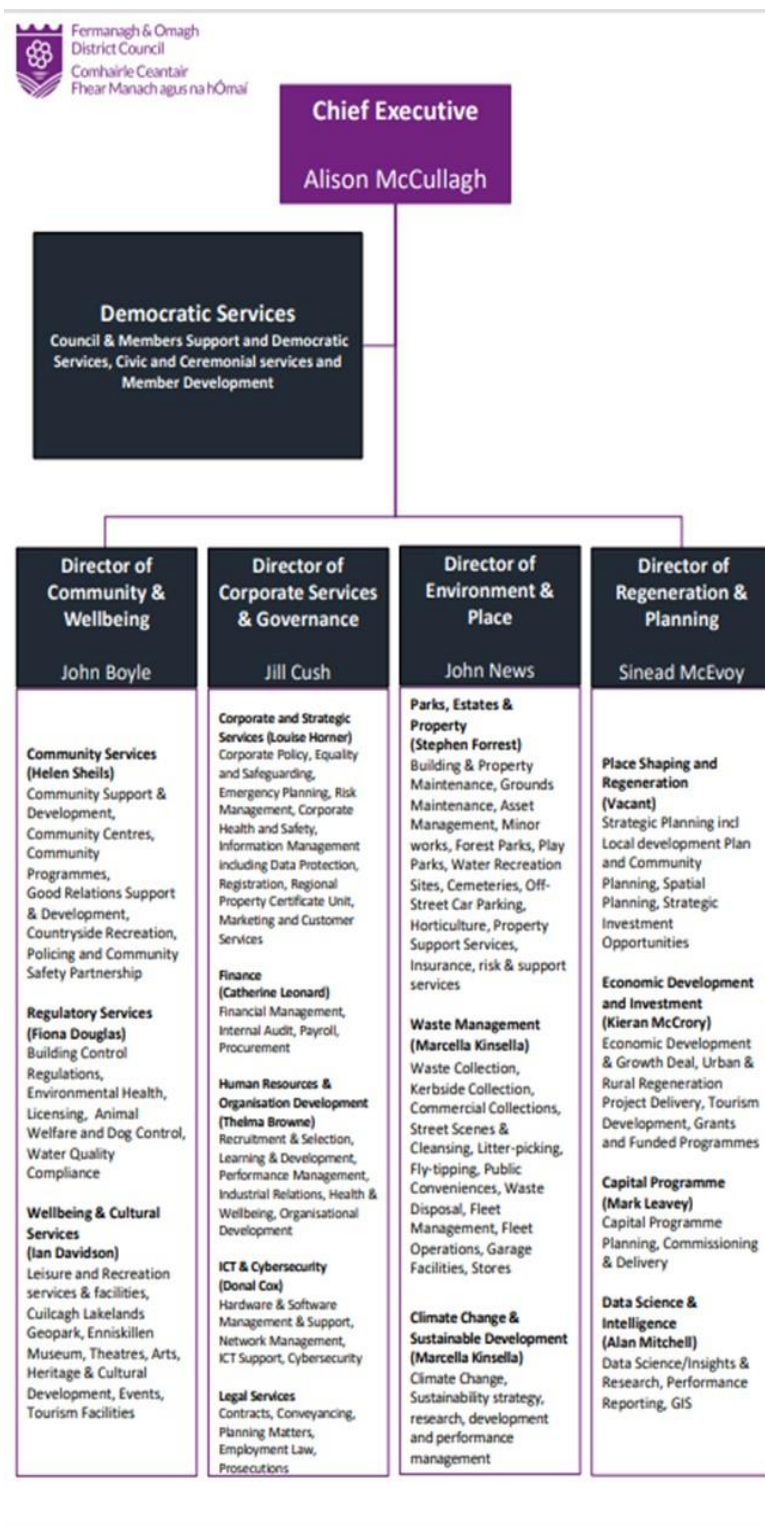 Fermanagh & Omagh
District Council
Comhairle Ceantair
Fhear Manach agus na hÓmaí
Chief Executive
Alison McCullagh
Democratic Services
Council & Members Support and Democratic
Services, Civic and Ceremonial services and
Member Development
Director of
Community &
Wellbeing
John Boyle
Community Services
(Helen Sheils)
Community Support &
Development,
Community Centres,
Community
Programmes,
Good Relations Support
& Development,
Countryside Recreation,
Policing and Community
Safety Partnership
Regulatory Services
(Fiona Douglas)
Building Control
Regulations,
Environmental Health,
Licensing, Animal
Welfare and Dog Control,
Water Quality
Compliance
Wellbeing & Cultural
Services
(Ian Davidson)
Leisure and Recreation
services & facilities,
Cuilcagh Lakelands
Geopark, Enniskillen
Museum, Theatres, Arts,
Heritage & Cultural
Development, Events,
Tourism Facilities
Director of
Corporate Services
& Governance
Jill Cush
Corporate and Strategic
Services (Louise Horner)
Corporate Policy, Equality
and Safeguarding,
Emergency Planning, Risk
Management, Corporate
Health and Safety,
Information Management
including Data Protection,
Registration, Regional
Property Certificate Unit,
Marketing and Customer
Services
Finance
(Catherine Leonard)
Financial Management,
Internal Audit, Payroll,
Procurement
Human Resources &
Organisation Development
(Thelma Browne)
Recruitment & Selection,
Learning & Development,
Performance Management,
Industrial Relations, Health &
Wellbeing, Organisational
Development
ICT & Cybersecurity
(Donal Cox)
Hardware & Software
Management & Support,
Network Management,
ICT Support, Cybersecurity
Legal Services
Contracts, Conveyancing,
Planning Matters,
Employment Law,
Prosecutions
Director of
Environment &
Place
John News
Parks, Estates &
Property
(Stephen Forrest)
Building & Property
Maintenance, Grounds
Maintenance, Asset
Management, Minor
works, Forest Parks, Play
Parks, Water Recreation
Sites, Cemeteries, Off-
Street Car Parking,
Horticulture, Property
Support Services,
Insurance, risk & support
services
Waste Management
(Marcella Kinsella)
Waste Collection,
Kerbside Collection,
Commercial Collections,
Street Scenes &
Cleansing, Litter-picking,
Fly-tipping, Public
Conveniences, Waste
Disposal, Fleet
Management, Fleet
Operations, Garage
Facilities, Stores
Climate Change &
Sustainable Development
(Marcella Kinsella)
Climate Change,
Sustainability strategy,
research, development
and performance
management
Director of
Regeneration &
Planning
Sinead McEvoy
Place Shaping and
Regeneration
(Vacant)
Strategic Planning incl
Local development Plan
and Community
Planning, Spatial
Planning, Strategic
Investment
Opportunities
Economic Development
and Investment
(Kieran McCrory)
Economic Development
& Growth Deal, Urban &
Rural Regeneration
Project Delivery, Tourism
Development, Grants
and Funded Programmes
Capital Programme
(Mark Leavey)
Capital Programme
Planning, Commissioning
& Delivery
Data Science &
Intelligence
(Alan Mitchell)
Data Science/Insights &
Research, Performance
Reporting, GIS